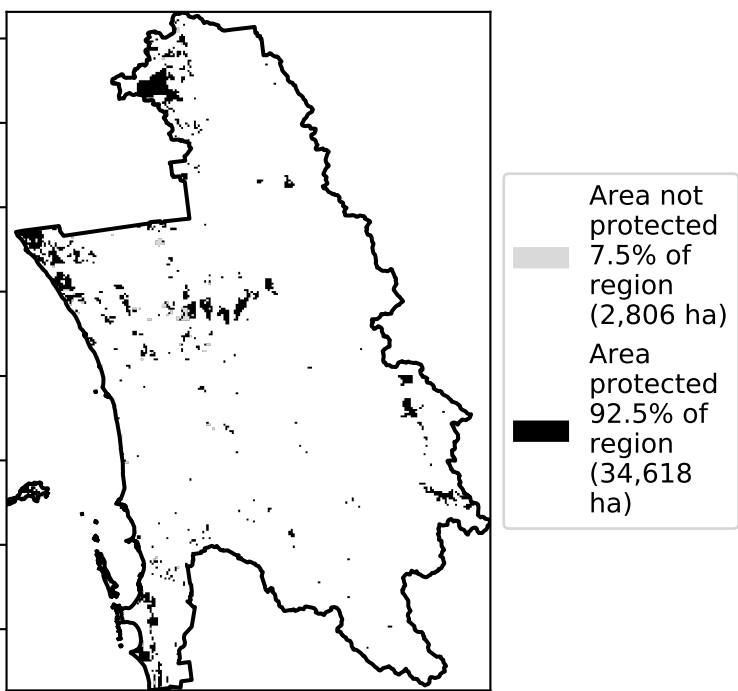 Area not
protected
7.5% of
region
(2,806 ha)
Area
protected
92.5% of
region
(34,618
ha)